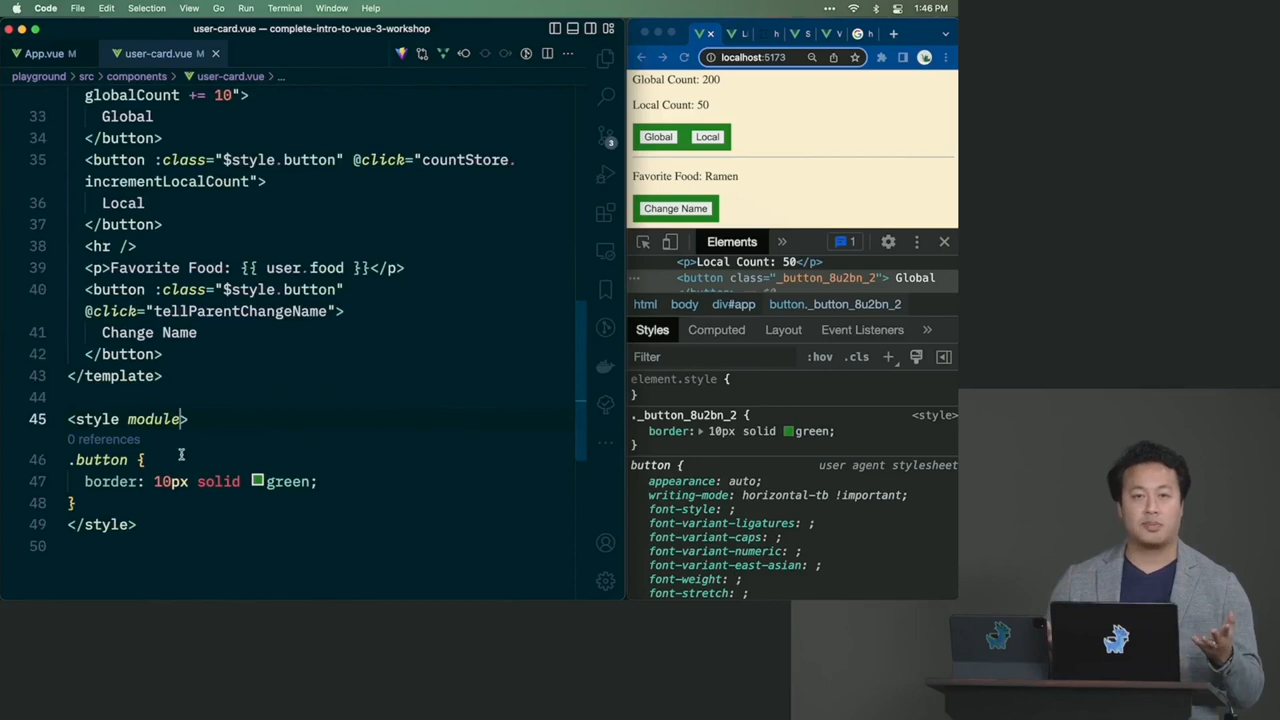 Code File Edit Selection View Go Run Terminal Window Help 1:46 PM
user-card.vue — complete-intro-to-vue-3-workshop
App.vue M user-card.vue M
playground > src > components > user-card.vue > ...
globalCount += 10">
33 Global
34 </button>
35 <button :class="$style.button" @click="countStore.
incrementLocalCount">
36 Local
37 </button>
38 <hr />
39 <p>Favorite Food: {{ user.food }}</p>
40 <button :class="$style.button"
@click="tellParentChangeName">
41 Change Name
42 </button>
43 </template>
44
45 <style module>
0 references
46 .button {
47 border: 10px solid green;
48 }
49 </style>
50
3
localhost:5173
Global Count: 200
Local Count: 50
Global Local
Favorite Food: Ramen
Change Name
Elements » 1
<p>Local Count: 50</p>
<button class="_button_8u2bn_2"> Global
html body div#app button._button_8u2bn_2
Styles Computed Layout Event Listeners »
Filter :hov .cls +
element.style {
}
._button_8u2bn_2 { <style>
border: 10px solid green;
}
button { user agent stylesheet
appearance: auto;
writing-mode: horizontal-tb !important;
font-style: ;
font-variant-ligatures: ;
font-variant-caps: ;
font-variant-numeric: ;
font-variant-east-asian: ;
font-weight: ;
font-stretch: ;